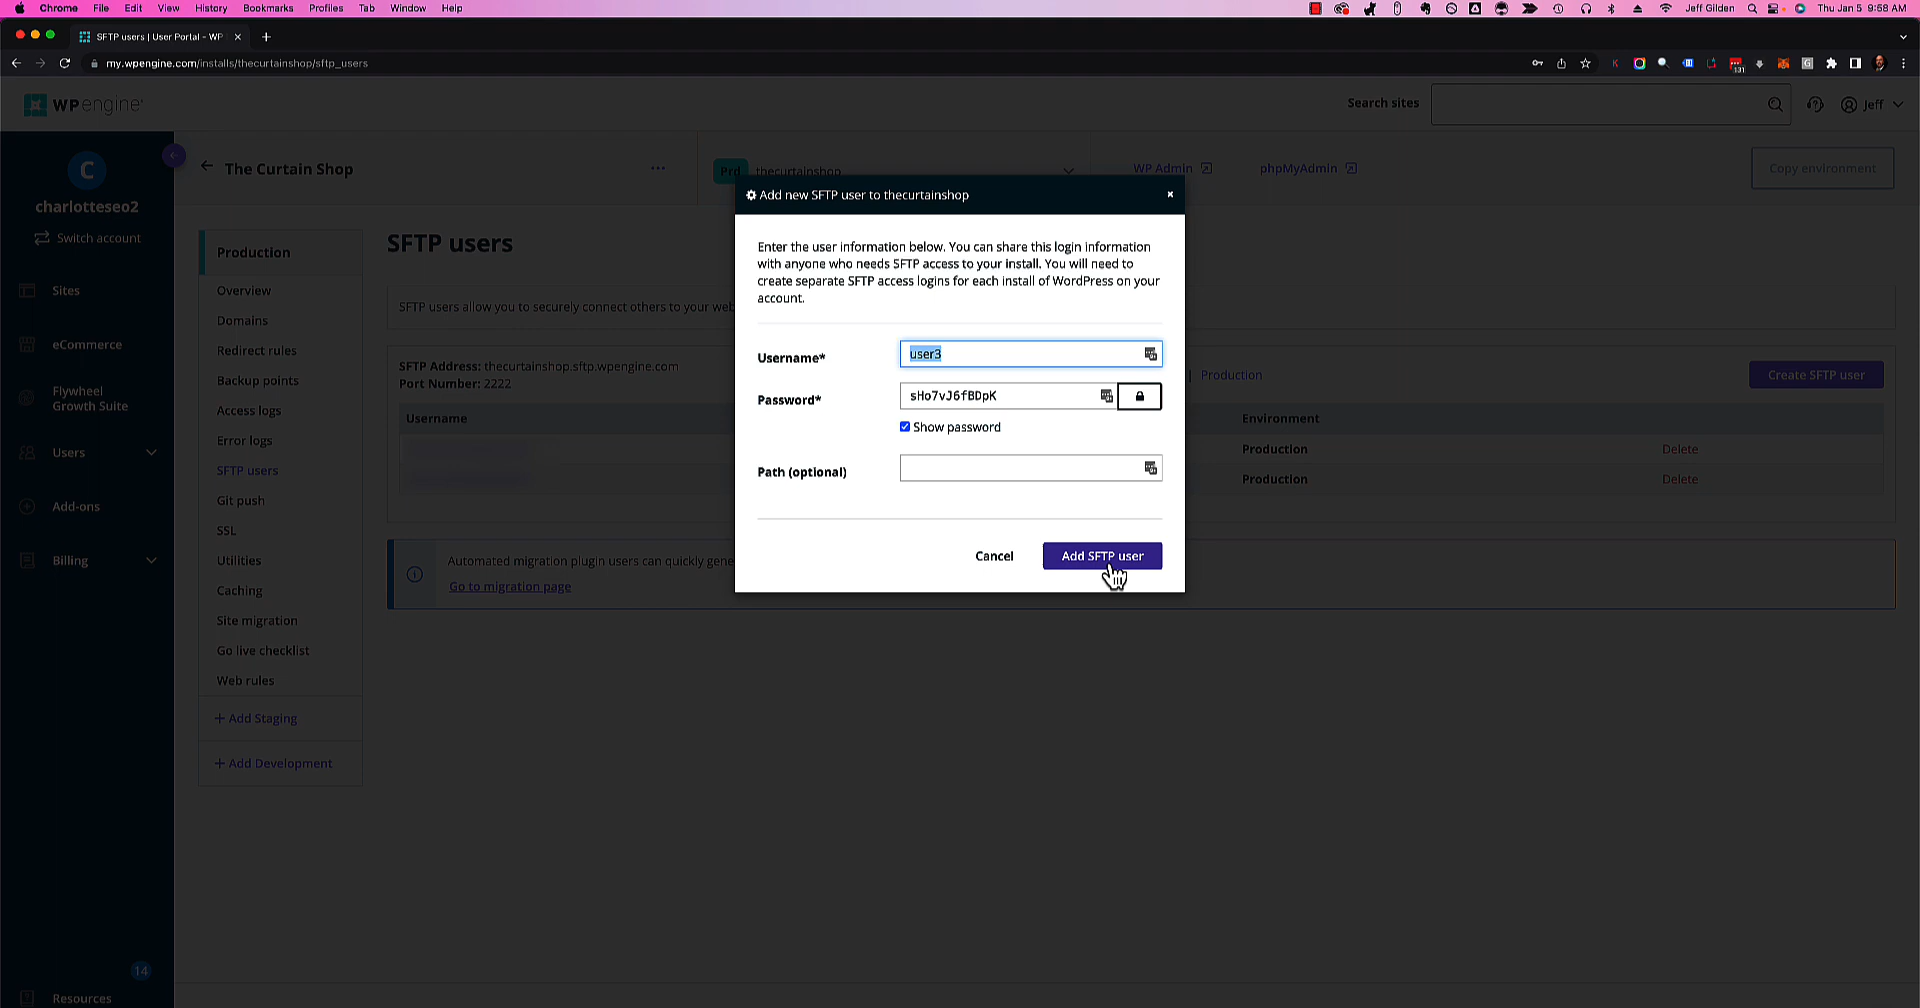 Chrome File Edit View History Bookmarks Profiles Tab Window Help Jeff Gilden Thu Jan 5 9:58 AM
SFTP users | User Portal - WP
my.wpengine.com/installs/thecurtainshop/sftp_users
131
WP engine
Search sites
Jeff
C
charlotteseo2
Switch account
Sites
eCommerce
Flywheel
Growth Suite
Users
Add-ons
Billing
14
Resources
The Curtain Shop
Prd thecurtainshop
WP Admin
phpMyAdmin
Copy environment
Production
Overview
Domains
Redirect rules
Backup points
Access logs
Error logs
SFTP users
Git push
SSL
Utilities
Caching
Site migration
Go live checklist
Web rules
+ Add Staging
+ Add Development
SFTP users
SFTP users allow you to securely connect others to your web
SFTP Address: thecurtainshop.sftp.wpengine.com
Port Number: 2222
Production
Create SFTP user
Username
Environment
Production Delete
Production Delete
Automated migration plugin users can quickly gene
Go to migration page
Add new SFTP user to thecurtainshop
Enter the user information below. You can share this login information
with anyone who needs SFTP access to your install. You will need to
create separate SFTP access logins for each install of WordPress on your
account.
Username*
user3
Password*
sHo7vJ6fBDpK
Show password
Path (optional)
Cancel
Add SFTP user